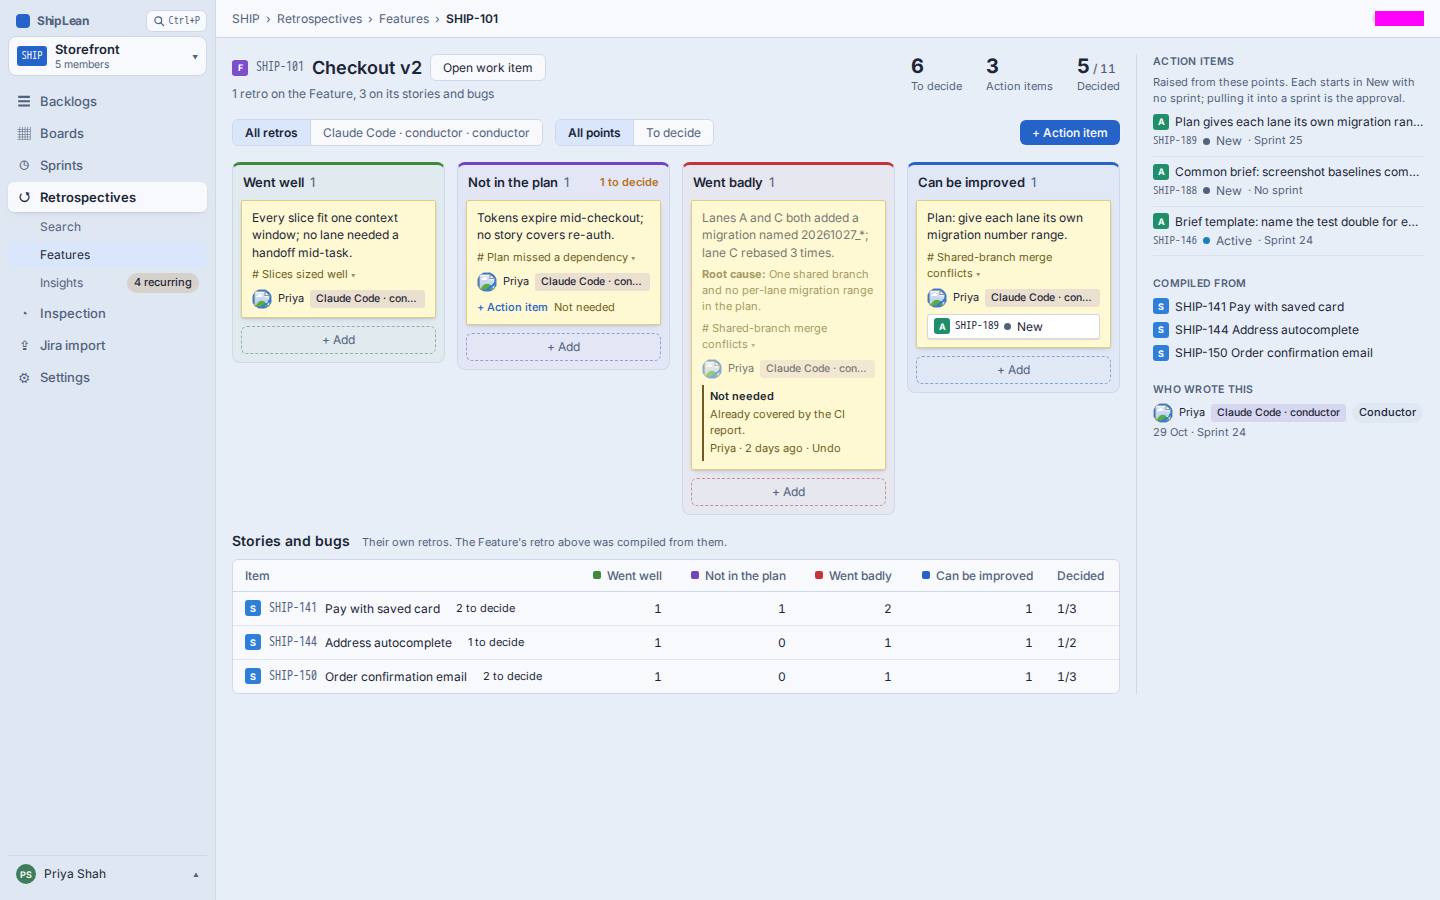 ShipLean
Ctrl+P
SHIP
Storefront
5 members
Backlogs
Boards
Sprints
Retrospectives
Search
Features
Insights
4 recurring
Inspection
Jira import
Settings
PS
Priya Shah
SHIP › Retrospectives › Features › SHIP-101
F SHIP-101 Checkout v2 Open work item
1 retro on the Feature, 3 on its stories and bugs
6
To decide
3
Action items
5 / 11
Decided
All retros Claude Code · conductor · conductor
All points To decide
+ Action item
Went well 1
Every slice fit one context
window; no lane needed a
handoff mid-task.
# Slices sized well
Priya Claude Code · con...
+ Add
Not in the plan 1 1 to decide
Tokens expire mid-checkout;
no story covers re-auth.
# Plan missed a dependency
Priya Claude Code · con...
+ Action item Not needed
+ Add
Went badly 1
Lanes A and C both added a
migration named 20261027_*;
lane C rebased 3 times.
Root cause: One shared branch
and no per-lane migration range
in the plan.
# Shared-branch merge
conflicts
Priya Claude Code · con...
Not needed
Already covered by the CI
report.
Priya · 2 days ago · Undo
+ Add
Can be improved 1
Plan: give each lane its own
migration number range.
# Shared-branch merge
conflicts
Priya Claude Code · con...
A SHIP-189 New
+ Add
Stories and bugs Their own retros. The Feature's retro above was compiled from them.
Item Went well Not in the plan Went badly Can be improved Decided
S SHIP-141 Pay with saved card 2 to decide 1 1 2 1 1/3
S SHIP-144 Address autocomplete 1 to decide 1 0 1 1 1/2
S SHIP-150 Order confirmation email 2 to decide 1 0 1 1 1/3
ACTION ITEMS
Raised from these points. Each starts in New with
no sprint; pulling it into a sprint is the approval.
A Plan gives each lane its own migration ran...
SHIP-189 New · Sprint 25
A Common brief: screenshot baselines com...
SHIP-188 New · No sprint
A Brief template: name the test double for e...
SHIP-146 Active · Sprint 24
COMPILED FROM
S SHIP-141 Pay with saved card
S SHIP-144 Address autocomplete
S SHIP-150 Order confirmation email
WHO WROTE THIS
Priya Claude Code · conductor Conductor
29 Oct · Sprint 24